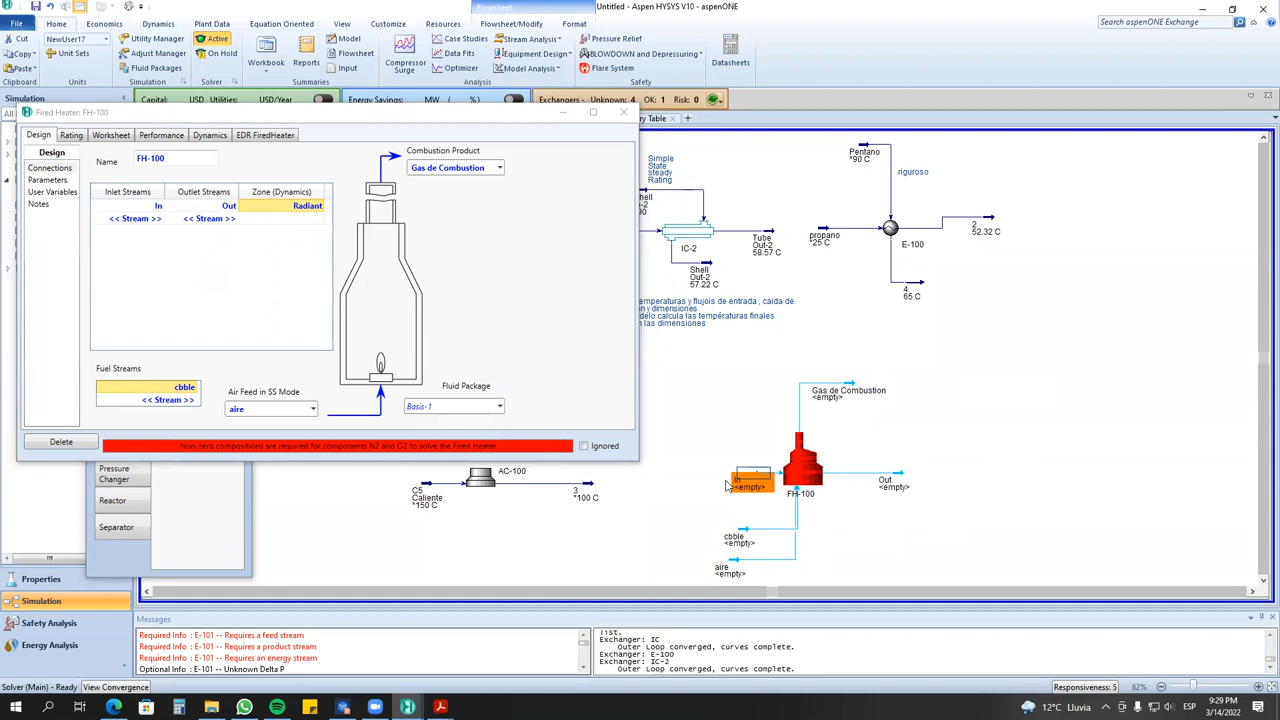 Flowsheet
Untitled - Aspen HYSYS V10 - aspenONE
File Home Economics Dynamics Plant Data Equation Oriented View Customize Resources Flowsheet/Modify Format
Search aspenONE Exchange
Cut NewUser17 Utility Manager Active Model Case Studies Stream Analysis Pressure Relief
Copy Unit Sets Adjust Manager On Hold Flowsheet Data Fits Equipment Design BLOWDOWN and Depressuring
Paste Fluid Packages Workbook Reports Input Compressor Surge Optimizer Model Analysis Flare System Datasheets
Clipboard Units Simulation Solver Summaries Analysis Safety
Simulation
Capital: USD Utilities: USD/Year
Energy Savings: MW ( %)
Exchangers - Unknown: 4 OK: 1 Risk: 0
All
Fired Heater: FH-100
Design Rating Worksheet Performance Dynamics EDR FiredHeater
Design
Connections
Parameters
User Variables
Notes
Name FH-100
Combustion Product
Gas de Combustion
Inlet Streams Outlet Streams Zone (Dynamics)
In Out Radiant
<< Stream >> << Stream >>
Fuel Streams
cbble
<< Stream >>
Air Feed in SS Mode
aire
Fluid Package
Basis-1
Delete
Non-zero compositions are required for components N2 and O2 to solve the Fired Heater
Ignored
Pressure
Changer
Reactor
Separator
Table
Simple
State
steady
Rating
IC-2
Tube
Out-2
58.57 C
Shell
Out-2
57.22 C
Pentano
*90 C
riguroso
propano
*25 C
E-100
2
52.32 C
4
65 C
emperaturas y flujois de entrada , caida de
n y dimensiones
delo calcula las températuras finales
n las dimensiones
Gas de Combustion
<empty>
In
<empty>
FH-100
Out
<empty>
cbble
<empty>
aire
<empty>
C5
Caliente
*150 C
AC-100
3
*100 C
Properties
Simulation
Safety Analysis
Energy Analysis
Messages
Required Info : E-101 -- Requires a feed stream
Required Info : E-101 -- Requires a product stream
Required Info : E-101 -- Requires an energy stream
Optional Info : E-101 -- Unknown Delta P
list.
Exchanger: IC
Outer Loop converged, curves complete.
Exchanger: E-100
Exchanger: IC-2
Outer Loop converged, curves complete.
Solver (Main) - Ready View Convergence
Responsiveness: 5 62%
12°C Lluvia
ESP
9:29 PM
3/14/2022